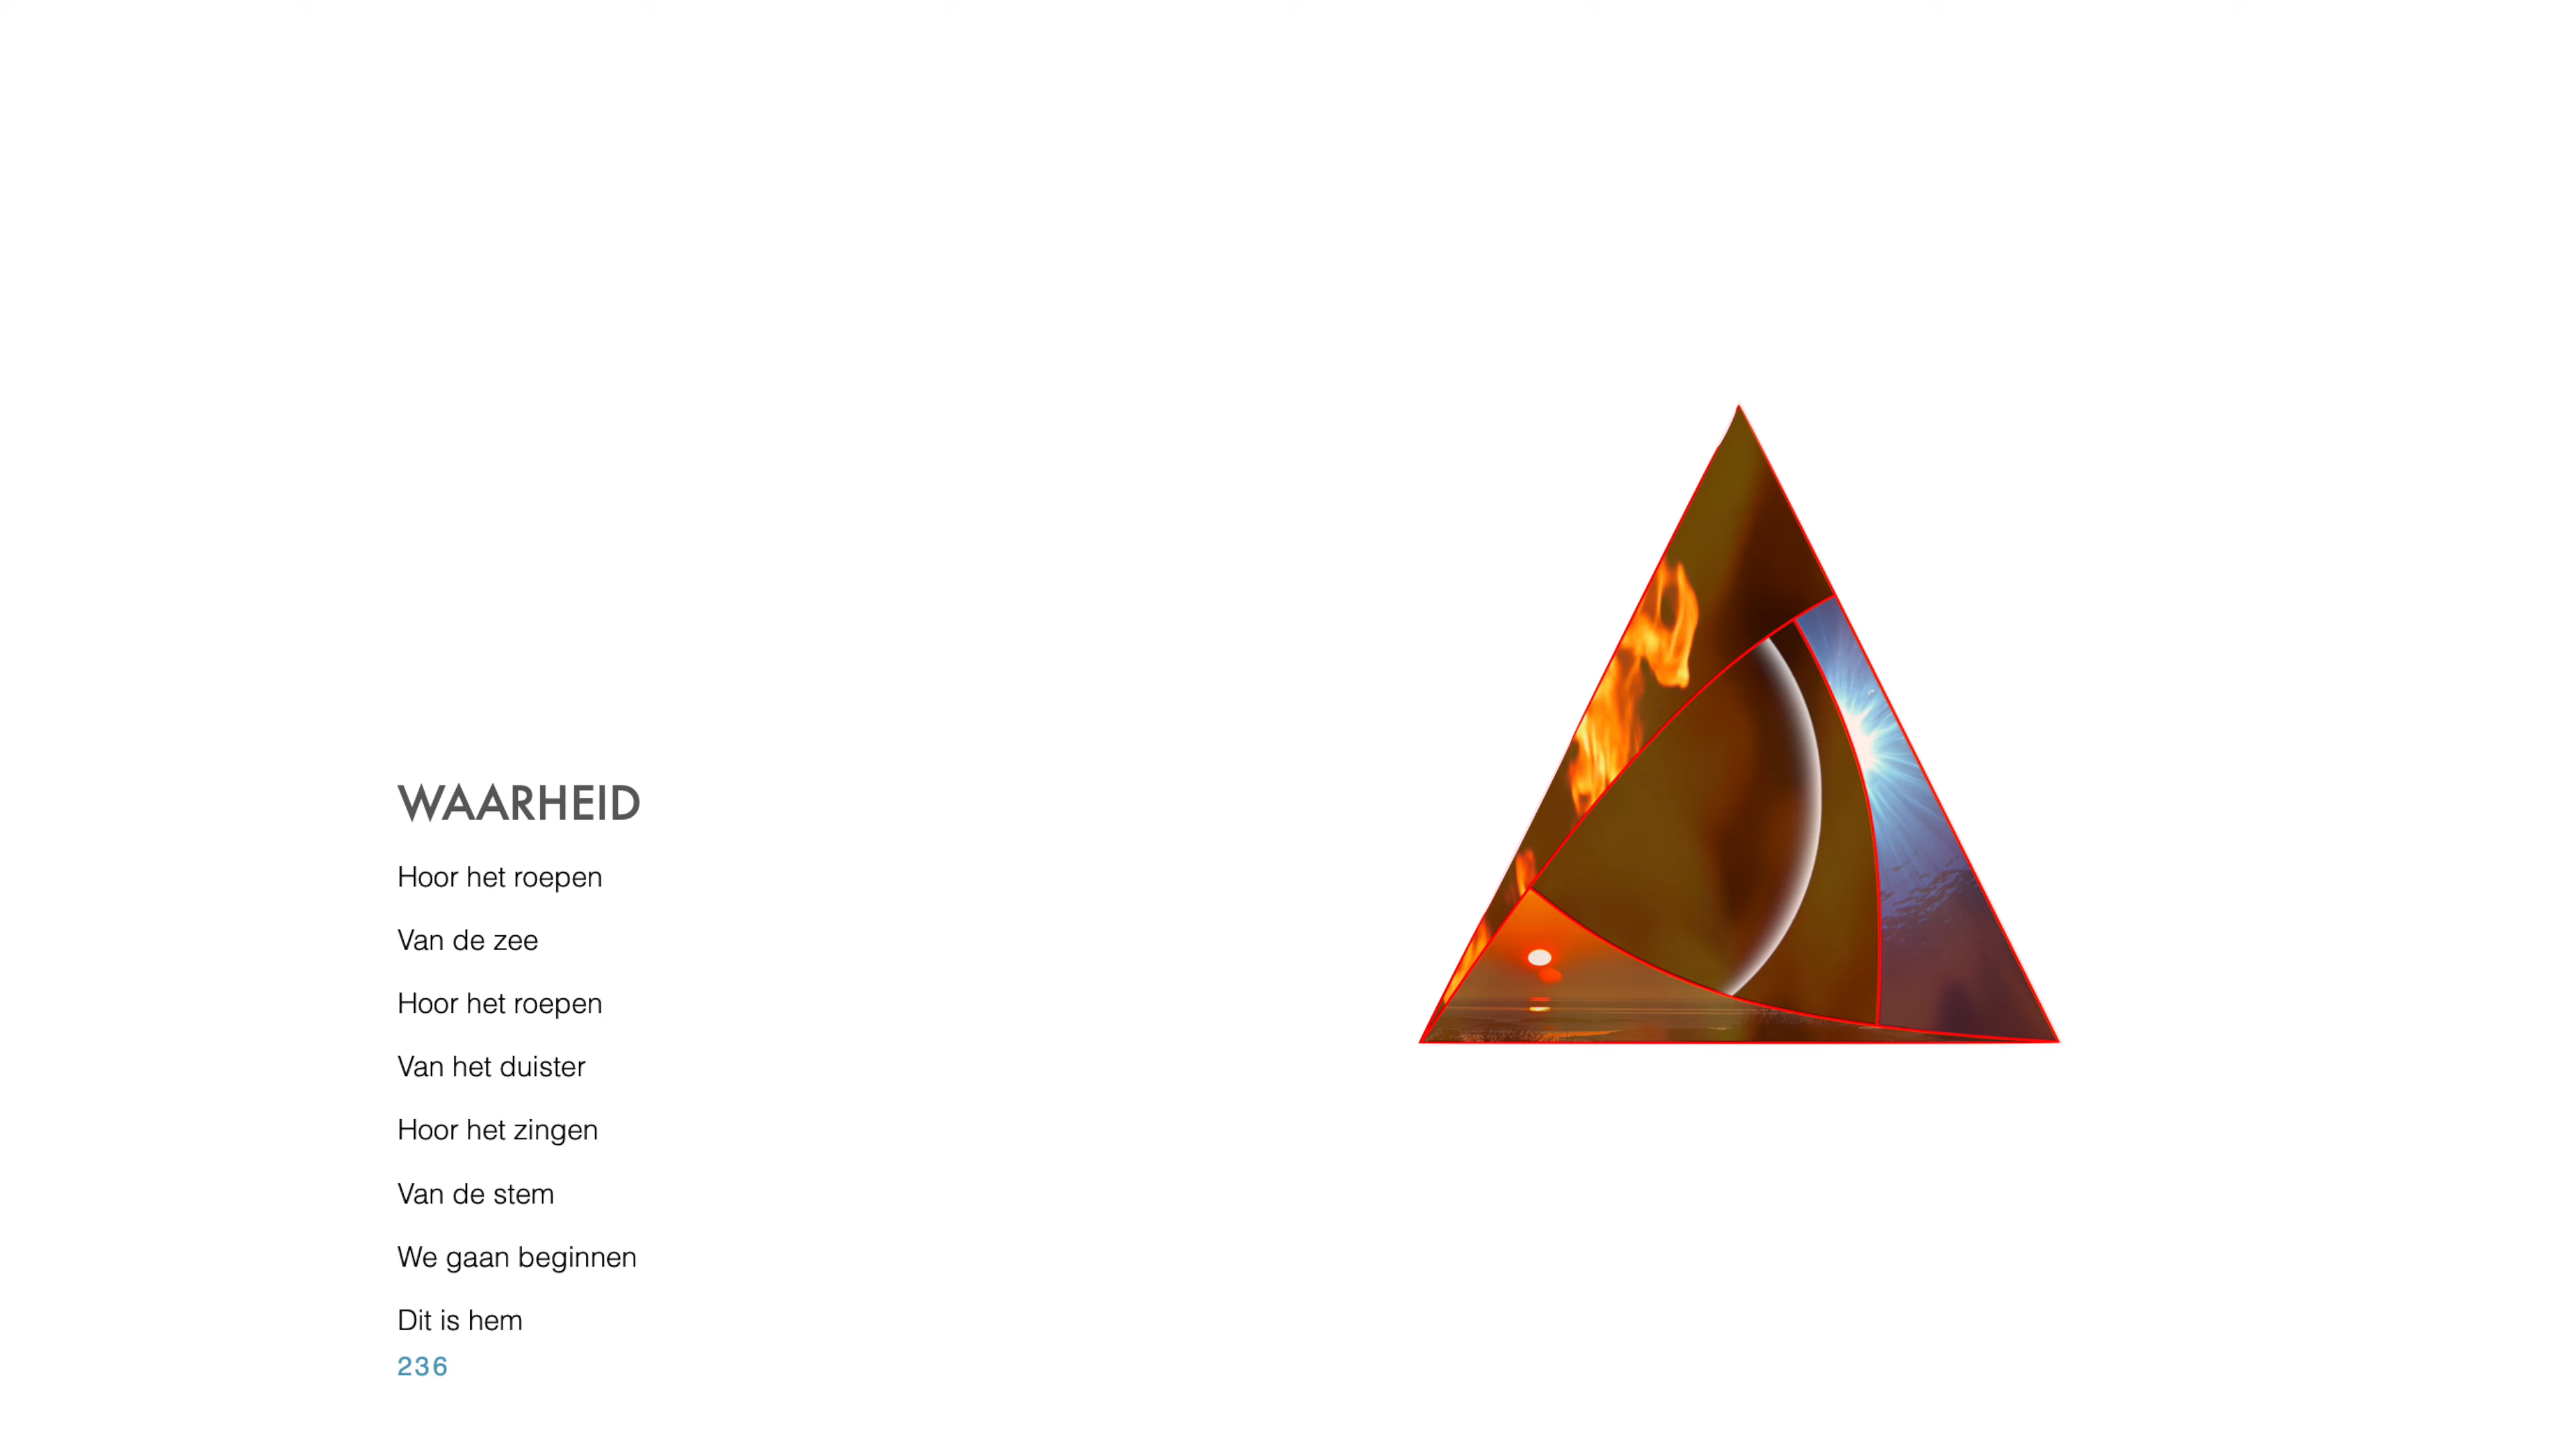 WAARHEID
Hoor het roepen
Van de zee
Hoor het roepen
Van het duister
Hoor het zingen
Van de stem
We gaan beginnen
Dit is hem
236